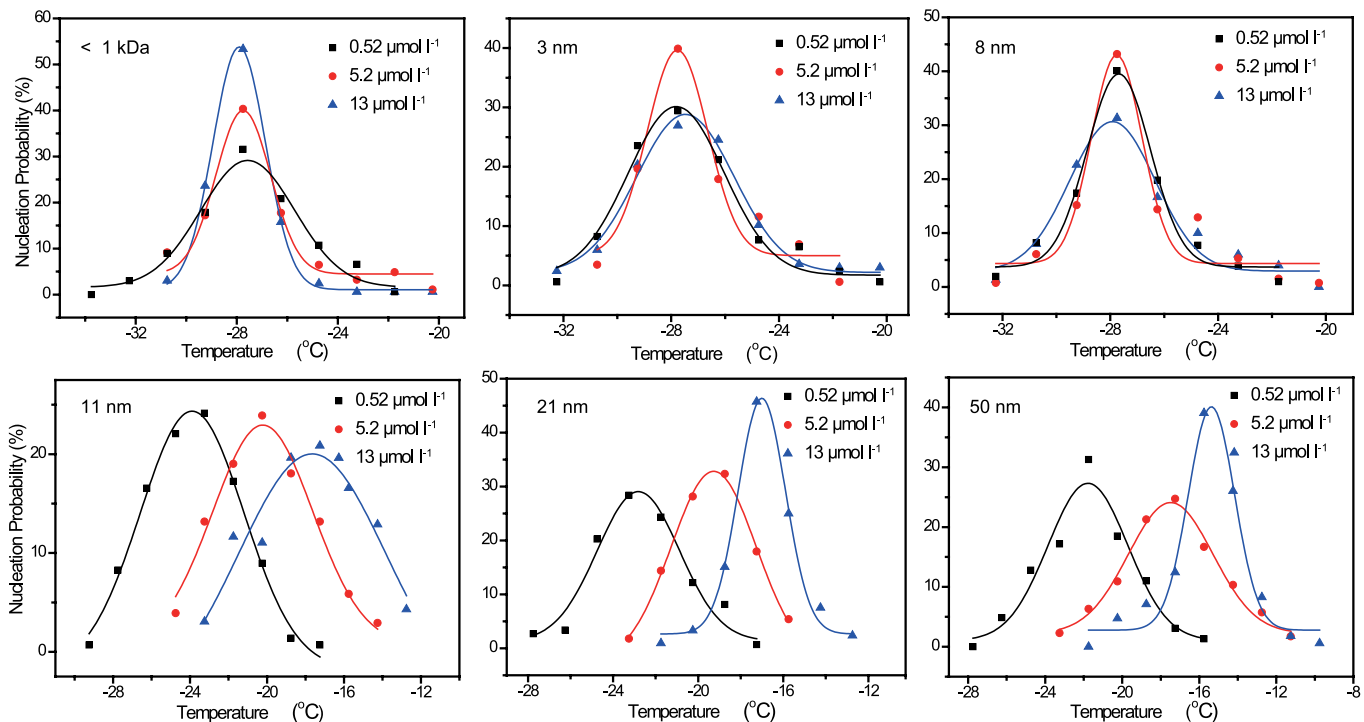 < 1 kDa
0.52 µmol l⁻¹
5.2 µmol l⁻¹
13 µmol l⁻¹
Nucleation Probability (%)
60
50
40
30
20
10
0
-32 -28 -24 -20
Temperature (°C)
3 nm
0.52 µmol l⁻¹
5.2 µmol l⁻¹
13 µmol l⁻¹
40
30
20
10
0
-32 -28 -24 -20
Temperature (°C)
8 nm
0.52 µmol l⁻¹
5.2 µmol l⁻¹
13 µmol l⁻¹
50
40
30
20
10
0
-32 -28 -24 -20
Temperature (°C)
11 nm
0.52 µmol l⁻¹
5.2 µmol l⁻¹
13 µmol l⁻¹
Nucleation Probability (%)
20
10
0
-28 -24 -20 -16 -12
Temperature (°C)
21 nm
0.52 µmol l⁻¹
5.2 µmol l⁻¹
13 µmol l⁻¹
50
40
30
20
10
0
-28 -24 -20 -16 -12
Temperature (°C)
50 nm
0.52 µmol l⁻¹
5.2 µmol l⁻¹
13 µmol l⁻¹
40
30
20
10
0
-28 -24 -20 -16 -12 -8
Temperature (°C)